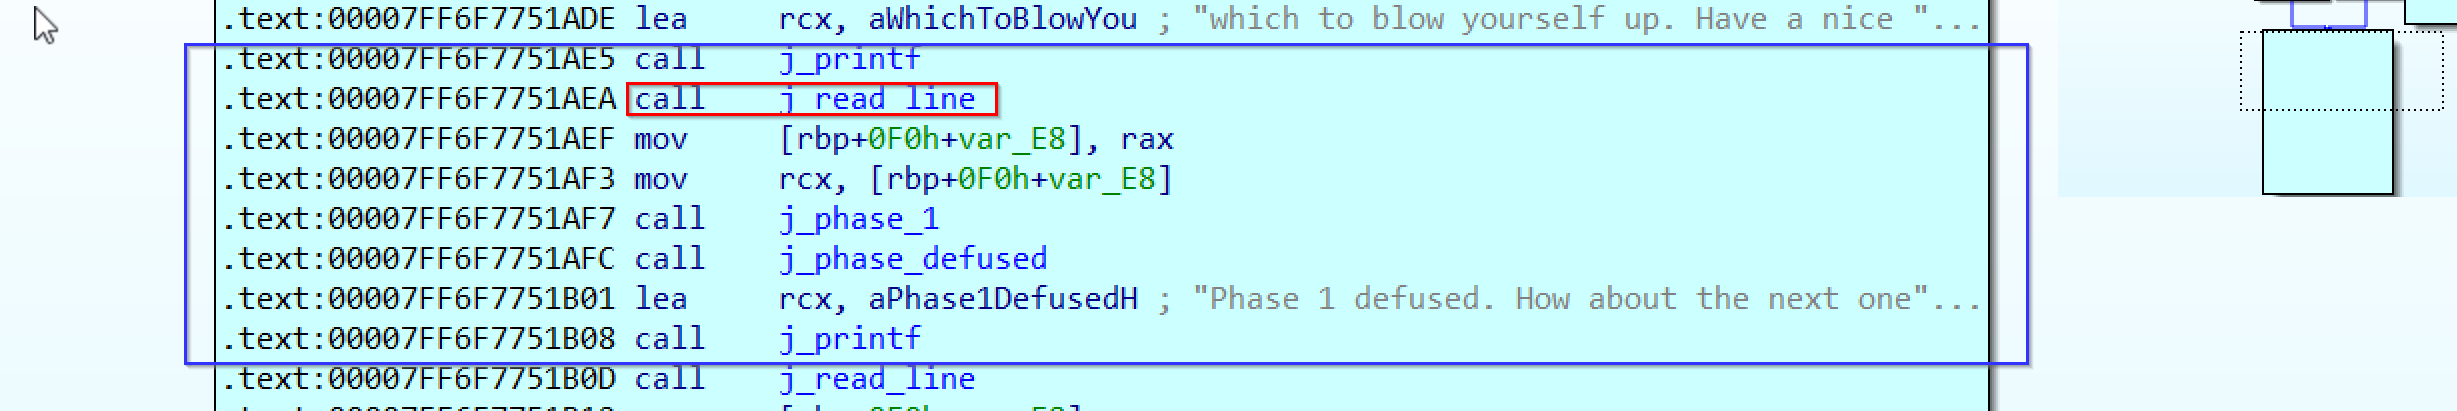 .text:00007FF6F7751ADE lea     rcx, aWhichToBlowYou ; "which to blow yourself up. Have a nice "...
.text:00007FF6F7751AE5 call    j_printf
.text:00007FF6F7751AEA call    j_read_line
.text:00007FF6F7751AEF mov     [rbp+0F0h+var_E8], rax
.text:00007FF6F7751AF3 mov     rcx, [rbp+0F0h+var_E8]
.text:00007FF6F7751AF7 call    j_phase_1
.text:00007FF6F7751AFC call    j_phase_defused
.text:00007FF6F7751B01 lea     rcx, aPhase1DefusedH ; "Phase 1 defused. How about the next one"...
.text:00007FF6F7751B08 call    j_printf
.text:00007FF6F7751B0D call    j_read_line